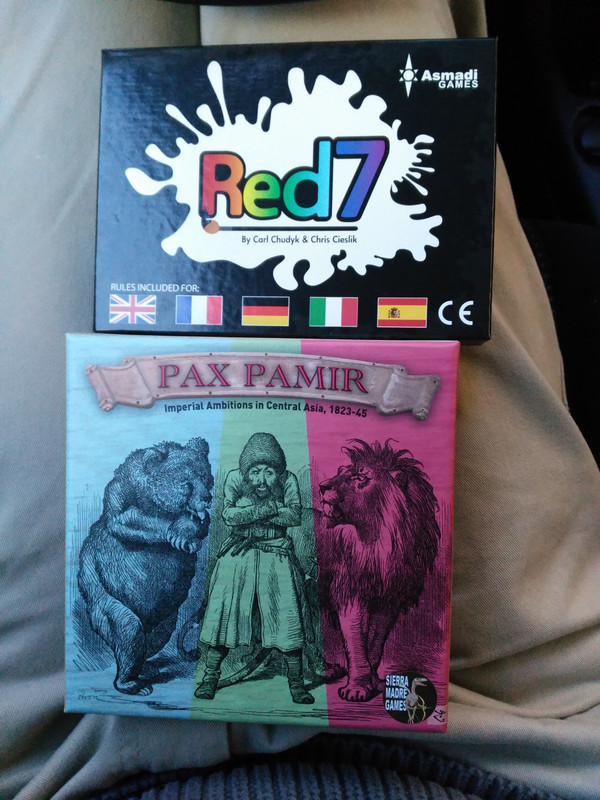 Asmadi
GAMES
Red7
By Carl Chudyk & Chris Cieslik
RULES INCLUDED FOR:
CE
PAX PAMIR
Imperial Ambitions in Central Asia, 1823-45
SIERRA
MADRE
GAMES